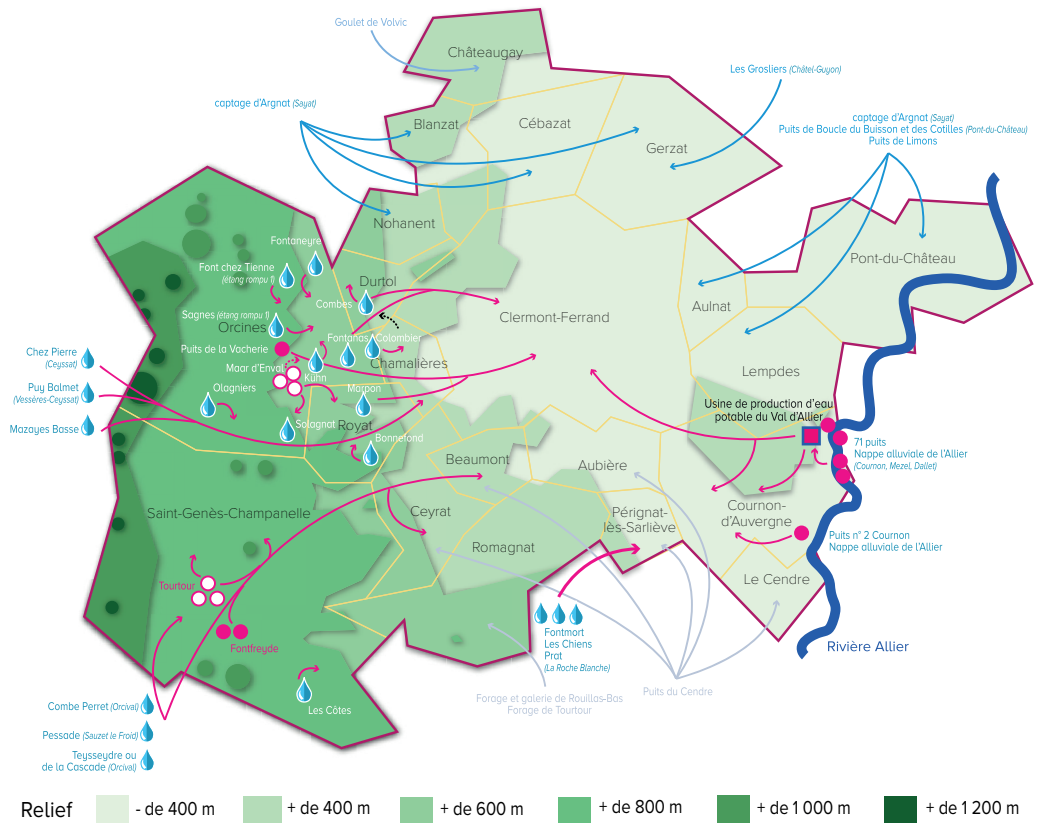 Goulet de Volvic
Châteaugay
Les Grosliers (Châtel-Guyon)
captage d'Argnat (Sayat)
Blanzat
Cébazat
Gerzat
captage d'Argnat (Sayat)
Puits de Boucle du Buisson et des Cotilles (Pont-du-Château)
Puits de Limons
Nohanent
Fontaneyre
Font chez Tienne
(étang rompu 1)
Durtol
Pont-du-Château
Combes
Aulnat
Sagnes (étang rompu 1)
Orcines
Clermont-Ferrand
Fontanas
Colombier
Puits de la Vacherie
Chamalières
Maar d'Enval
Kuhn
Chez Pierre
(Ceyssat)
Puy Balmet
(Vessères-Ceyssat)
Mazayes Basse
Olagniers
Marpon
Lempdes
Usine de production d'eau
potable du Val d'Allier
Solagnat
Royat
Bonnefond
71 puits
Nappe alluviale de l'Allier
(Cournon, Mezel, Dallet)
Beaumont
Aubière
Saint-Genès-Champanelle
Ceyrat
Pérignat-
lès-Sarliève
Cournon-
d'Auvergne
Puits n° 2 Cournon
Nappe alluviale de l'Allier
Romagnat
Le Cendre
Tourtour
Fontfreyde
Fontmort
Les Chiens
Prat
(La Roche Blanche)
Rivière Allier
Forage et galerie de Rouillas-Bas
Forage de Tourtour
Puits du Cendre
Les Côtes
Combe Perret (Orcival)
Pessade (Sauzet le Froid)
Teysseydre ou
de la Cascade (Orcival)
Relief
- de 400 m
+ de 400 m
+ de 600 m
+ de 800 m
+ de 1 000 m
+ de 1 200 m